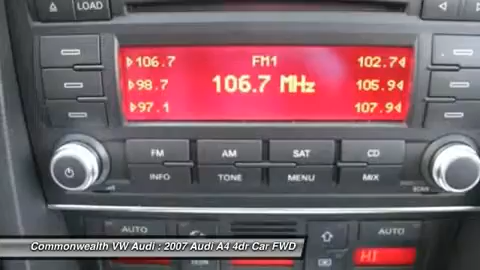 LOAD
106.7 FM1 102.7
98.7 106.7 MHz 105.9
97.1 107.9
FM AM SAT CD
INFO TONE MENU MIX
SCAN
Commonwealth VW Audi : 2007 Audi A4 4dr Car FWD
AUTO AUTO
HI